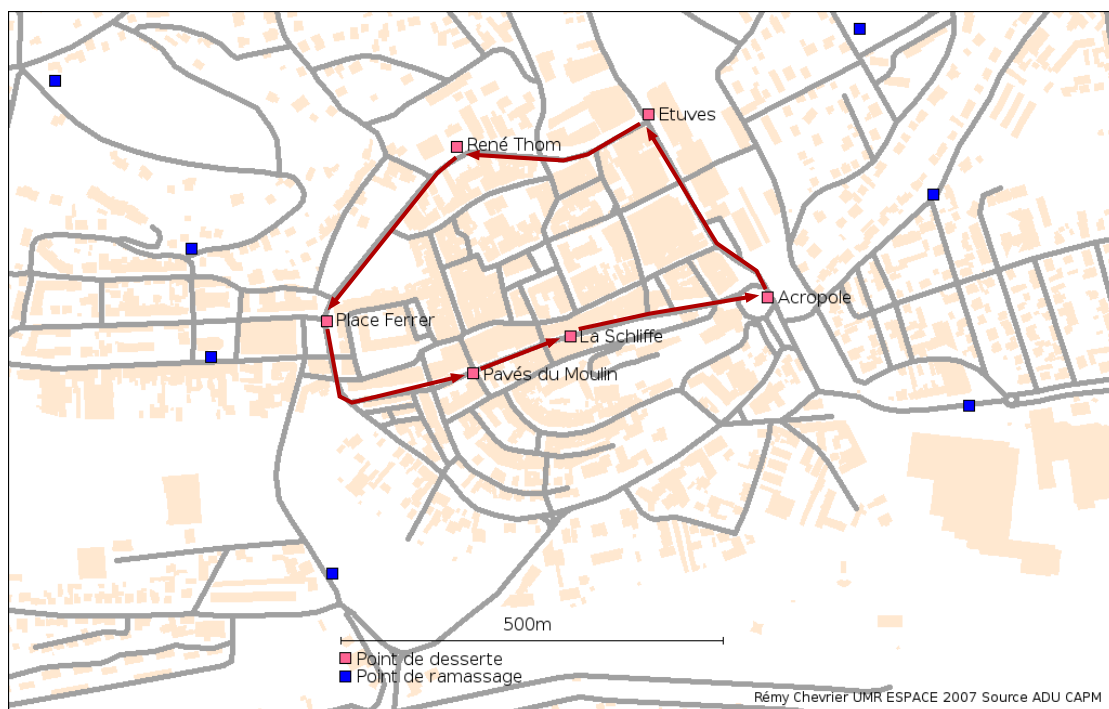 Etuves
René Thom
Acropole
Place Ferrer
La Schliffe
Pavés du Moulin
500m
Point de desserte
Point de ramassage
Rémy Chevrier UMR ESPACE 2007 Source ADU CAPM